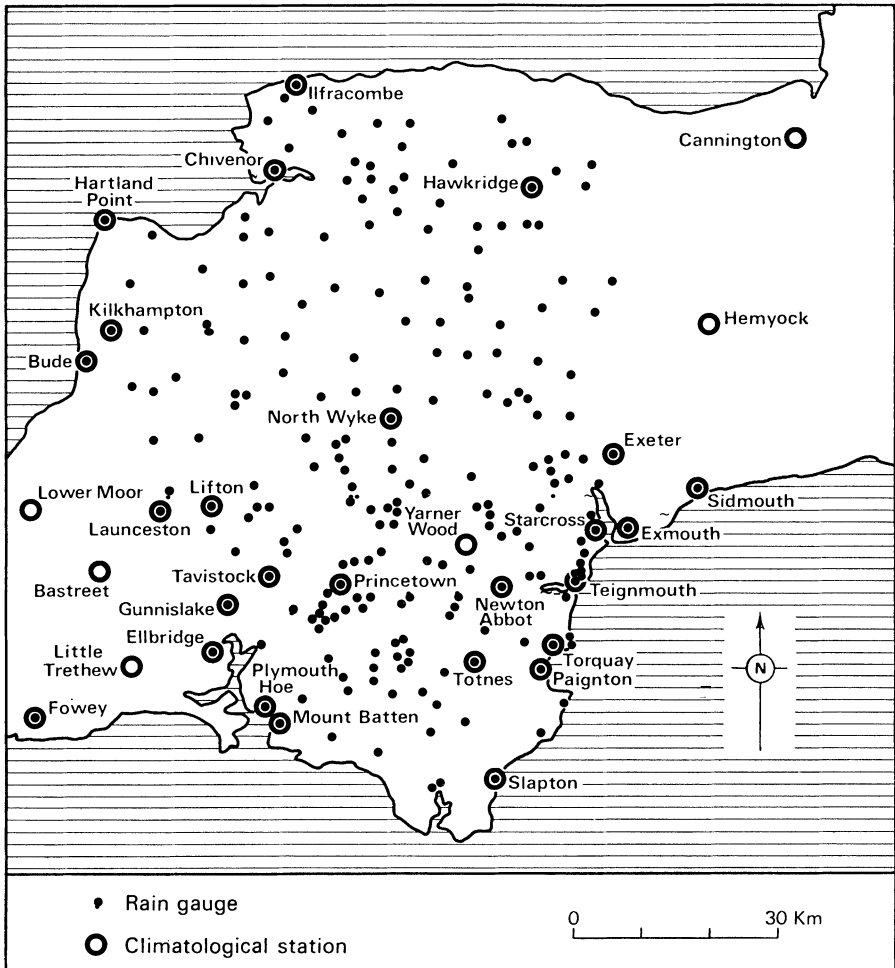 Ilfracombe
Cannington
Chivenor
Hawkridge
Hartland
Point
Kilkhampton
Hemyock
Bude
North Wyke
Exeter
Lower Moor
Lifton
Sidmouth
Launceston
Yarner
Wood
Starcross
Exmouth
Bastreet
Tavistock
Princetown
Teignmouth
Gunnislake
Newton
Abbot
Ellbridge
Little
Trethew
Plymouth
Hoe
Totnes
Torquay
Paignton
N
Fowey
Mount Batten
Slapton
Rain gauge
0 30 Km
Climatological station